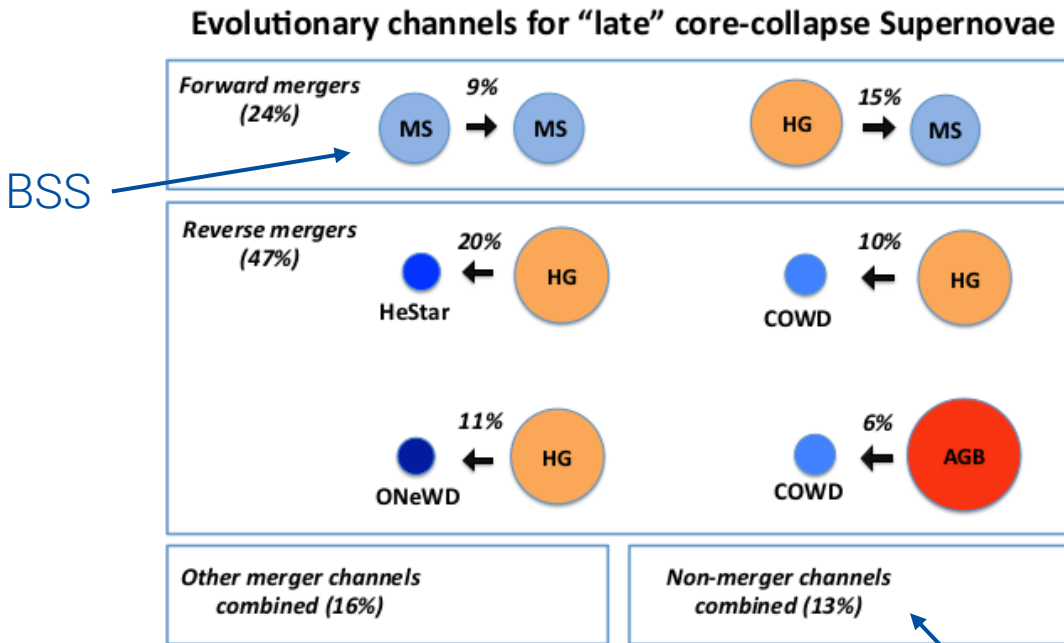 Evolutionary channels for “late” core-collapse Supernovae
Forward mergers
(24%)
9%
MS
MS
15%
HG
MS
BSS
Reverse mergers
(47%)
20%
HG
HeStar
10%
HG
COWD
11%
HG
ONeWD
6%
AGB
COWD
Other merger channels
combined (16%)
Non-merger channels
combined (13%)